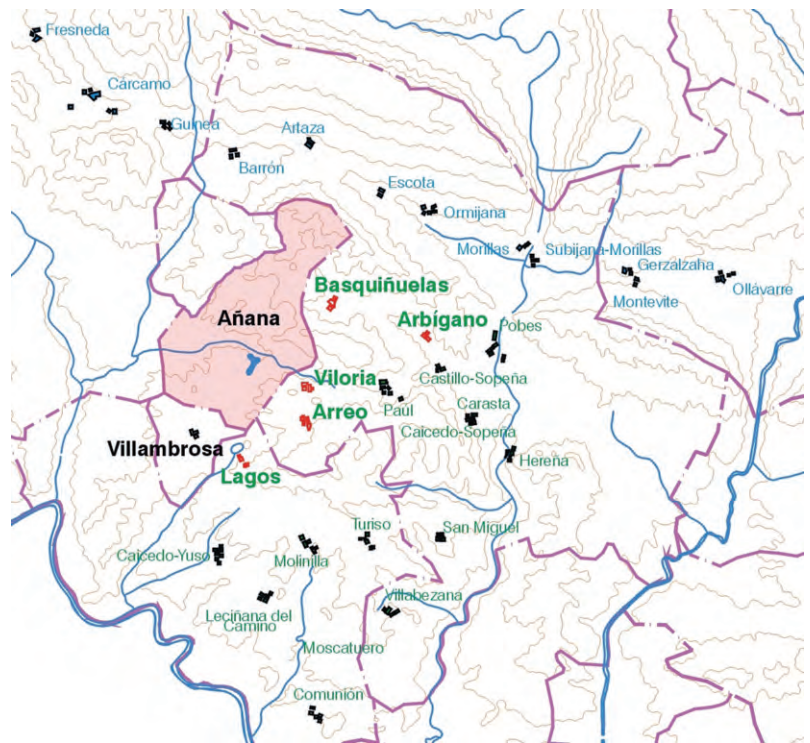 Fresneda
Cárcamo
Guinea
Artaza
Barrón
Escota
Ormijana
Morillas
Subijana-Morillas
Gerzalzaha
Ollávarre
Montevite
Basquiñuelas
Añana
Arbígano
Pobes
Viloria
Castillo-Sopeña
Paúl
Carasta
Arreo
Caicedo-Sopeña
Villambrosa
Hereña
Lagos
Turiso
San Miguel
Caicedo-Yuso
Molinilla
Villabezana
Leciñana del
Camino
Moscatuero
Comunión